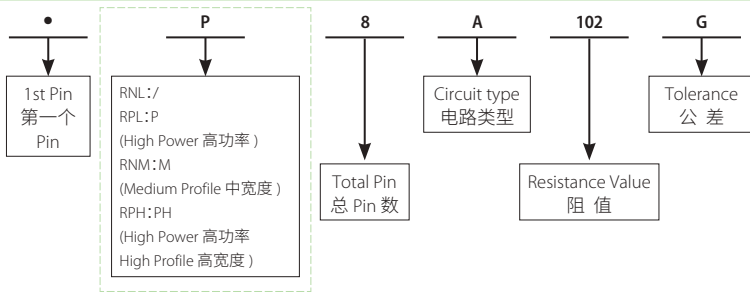 • P 8 A 102 G
1st Pin
第一个
Pin
RNL:/
RPL:P
(High Power 高功率 )
RNM:M
(Medium Profile 中宽度 )
RPH:PH
(High Power 高功率
High Profile 高宽度 )
Total Pin
总 Pin 数
Circuit type
电路类型
Resistance Value
阻 值
Tolerance
公 差